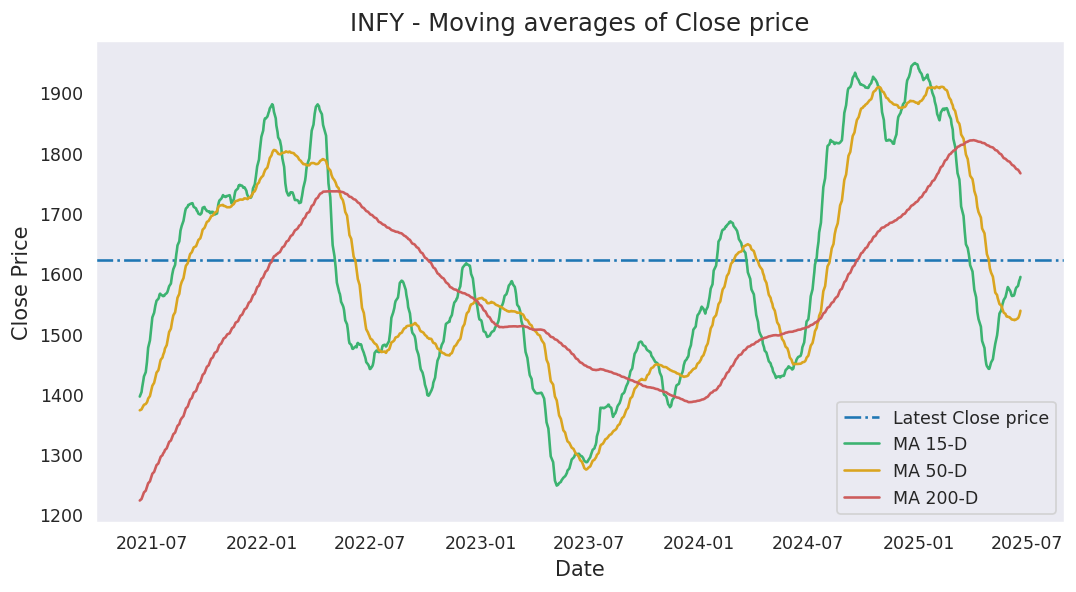 INFY - Moving averages of Close price
Close Price
1900
1800
1700
1600
1500
1400
1300
1200
Latest Close price
MA 15-D
MA 50-D
MA 200-D
2021-07 2022-01 2022-07 2023-01 2023-07 2024-01 2024-07 2025-01 2025-07
Date